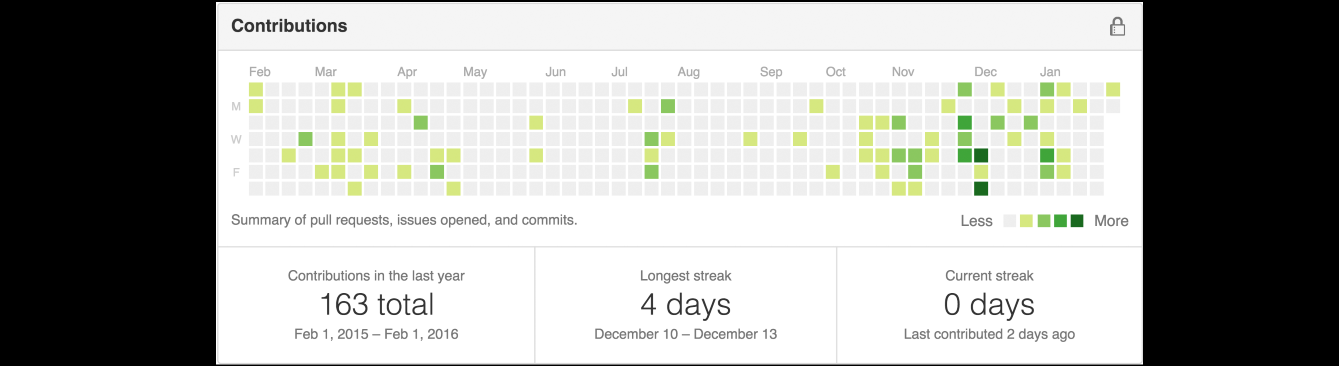 Contributions
Feb Mar Apr May Jun Jul Aug Sep Oct Nov Dec Jan
M
W
F
Summary of pull requests, issues opened, and commits.
Less More
Contributions in the last year
163 total
Feb 1, 2015 – Feb 1, 2016
Longest streak
4 days
December 10 – December 13
Current streak
0 days
Last contributed 2 days ago